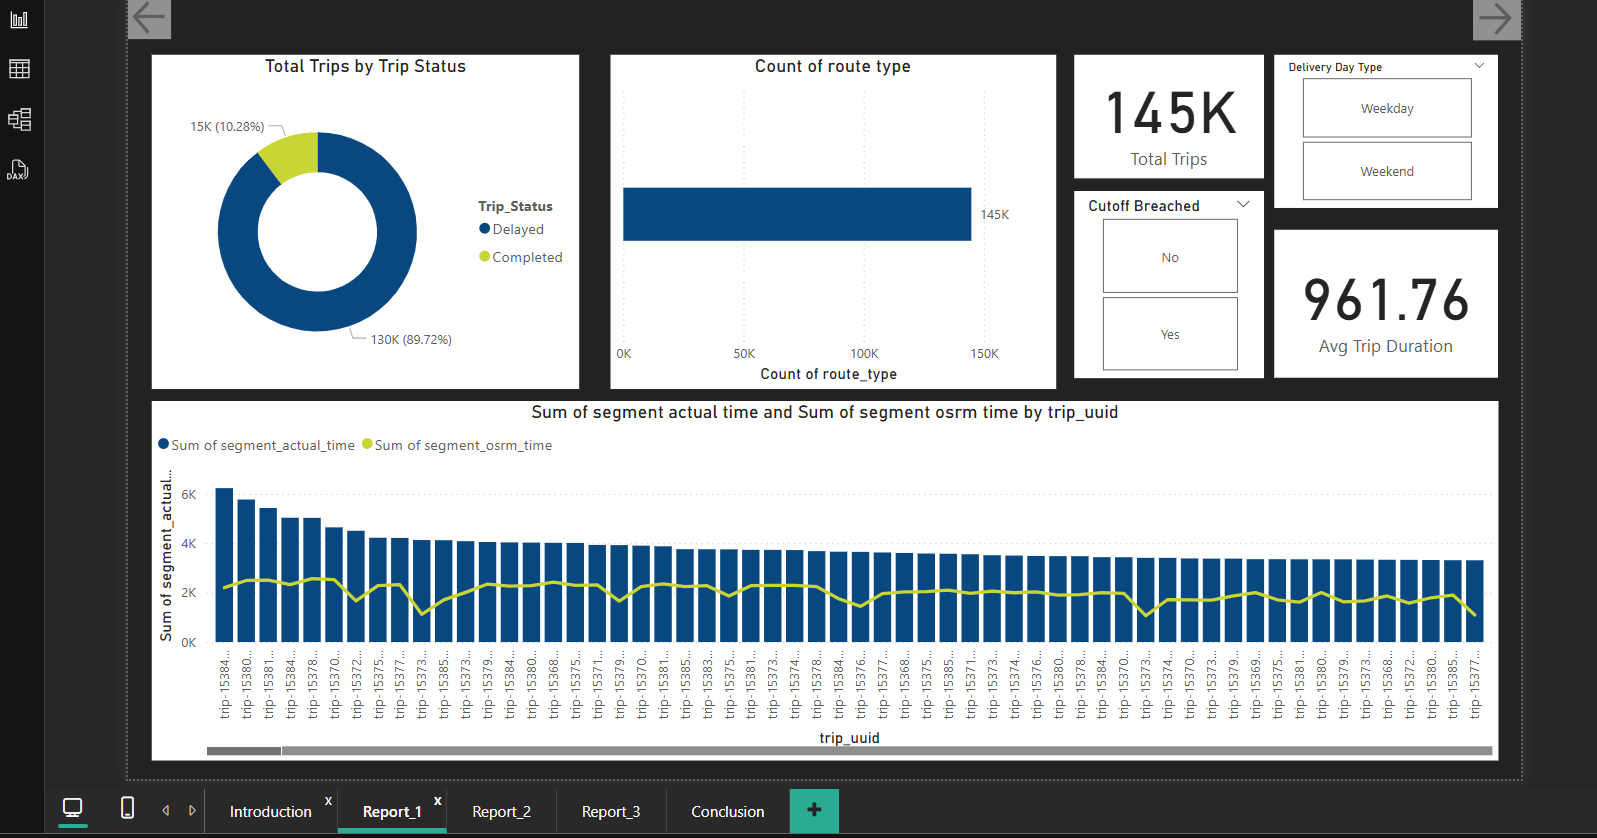 DAX
Total Trips by Trip Status
15K (10.28%)
130K (89.72%)
Trip_Status
Delayed
Completed
Count of route type
145K
0K 50K 100K 150K
Count of route_type
145K
Total Trips
Delivery Day Type
Weekday
Weekend
Cutoff Breached
No
Yes
961.76
Avg Trip Duration
Sum of segment actual time and Sum of segment osrm time by trip_uuid
Sum of segment_actual_time Sum of segment_osrm_time
Sum of segment_actual...
6K
4K
2K
0K
trip-15384...
trip-15380...
trip-15381...
trip-15384...
trip-15378...
trip-15370...
trip-15372...
trip-15375...
trip-15377...
trip-15373...
trip-15385...
trip-15373...
trip-15379...
trip-15384...
trip-15380...
trip-15368...
trip-15375...
trip-15371...
trip-15379...
trip-15370...
trip-15381...
trip-15385...
trip-15383...
trip-15375...
trip-15381...
trip-15373...
trip-15374...
trip-15378...
trip-15384...
trip-15376...
trip-15377...
trip-15368...
trip-15375...
trip-15385...
trip-15371...
trip-15373...
trip-15374...
trip-15376...
trip-15380...
trip-15378...
trip-15384...
trip-15370...
trip-15373...
trip-15374...
trip-15370...
trip-15373...
trip-15379...
trip-15369...
trip-15375...
trip-15381...
trip-15380...
trip-15379...
trip-15373...
trip-15368...
trip-15372...
trip-15380...
trip-15385...
trip-15377...
trip_uuid
Introduction x Report_1 x Report_2 Report_3 Conclusion +